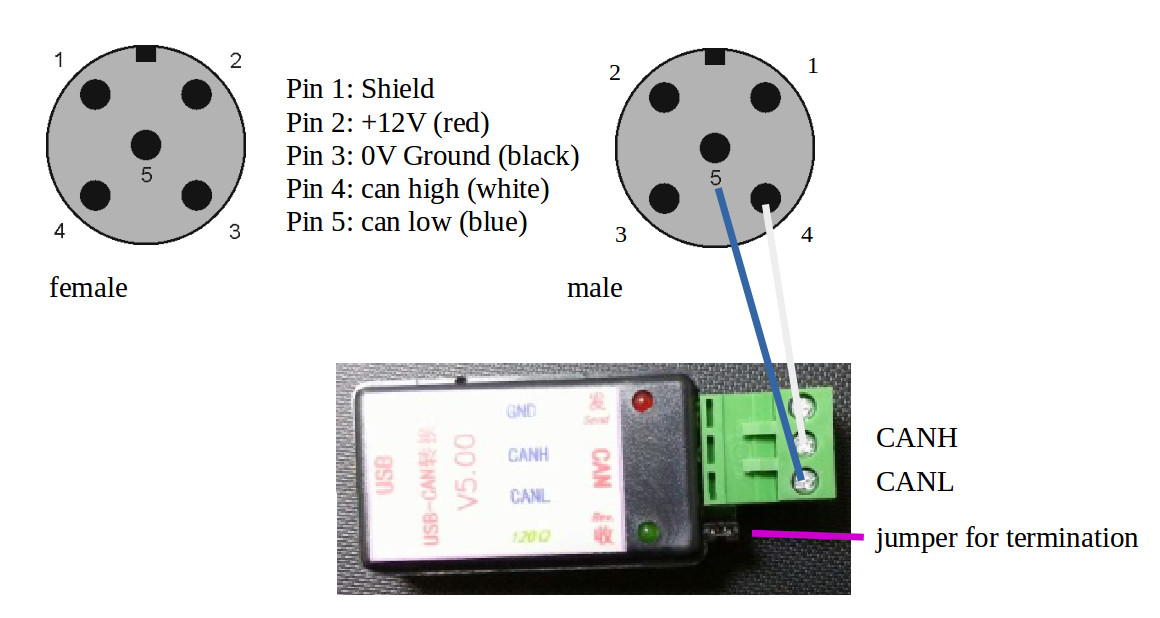 1
2
5
4
3
female
Pin 1: Shield
Pin 2: +12V (red)
Pin 3: 0V Ground (black)
Pin 4: can high (white)
Pin 5: can low (blue)
2
1
5
3
4
male
USB
USB-CAN转换
V5.00
GND
CANH
CANL
120Ω
发
Send
CAN
Rev.
收
CANH
CANL
jumper for termination